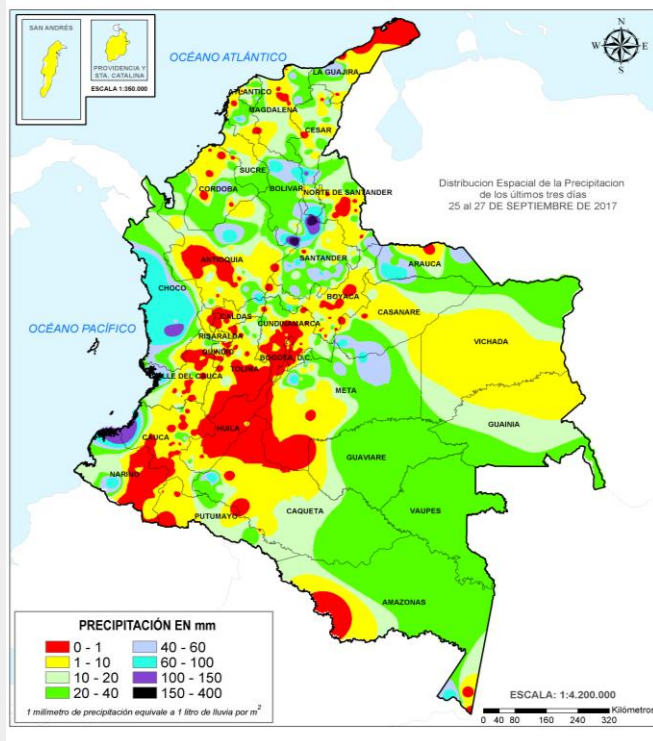 SAN ANDRÉS
PROVIDENCIA Y
STA. CATALINA
ESCALA 1:350.000
OCÉANO ATLÁNTICO
N
W
E
S
LA GUAJIRA
ATLANTICO
MAGDALENA
CESAR
SUCRE
CORDOBA
BOLIVAR
NORTE DE SANTANDER
Distribucion Espacial de la Precipitacion
de los últimos tres días
25 al 27 DE SEPTIEMBRE DE 2017
ANTIOQUIA
SANTANDER
ARAUCA
CHOCO
BOYACA
CASANARE
OCÉANO PACÍFICO
CALDAS
CUNDINAMARCA
RISARALDA
VICHADA
QUINDIO
BOGOTA, D.C.
TOLIMA
VALLE DEL CAUCA
META
GUAINIA
CAUCA
HUILA
GUAVIARE
NARIÑO
CAQUETA
VAUPES
PUTUMAYO
AMAZONAS
PRECIPITACIÓN EN mm
0 - 1
40 - 60
1 - 10
60 - 100
10 - 20
100 - 150
20 - 40
150 - 400
1 milímetro de precipitación equivale a 1 litro de lluvia por m2
ESCALA: 1:4.200.000
Kilómetros
0 40 80 160 240 320